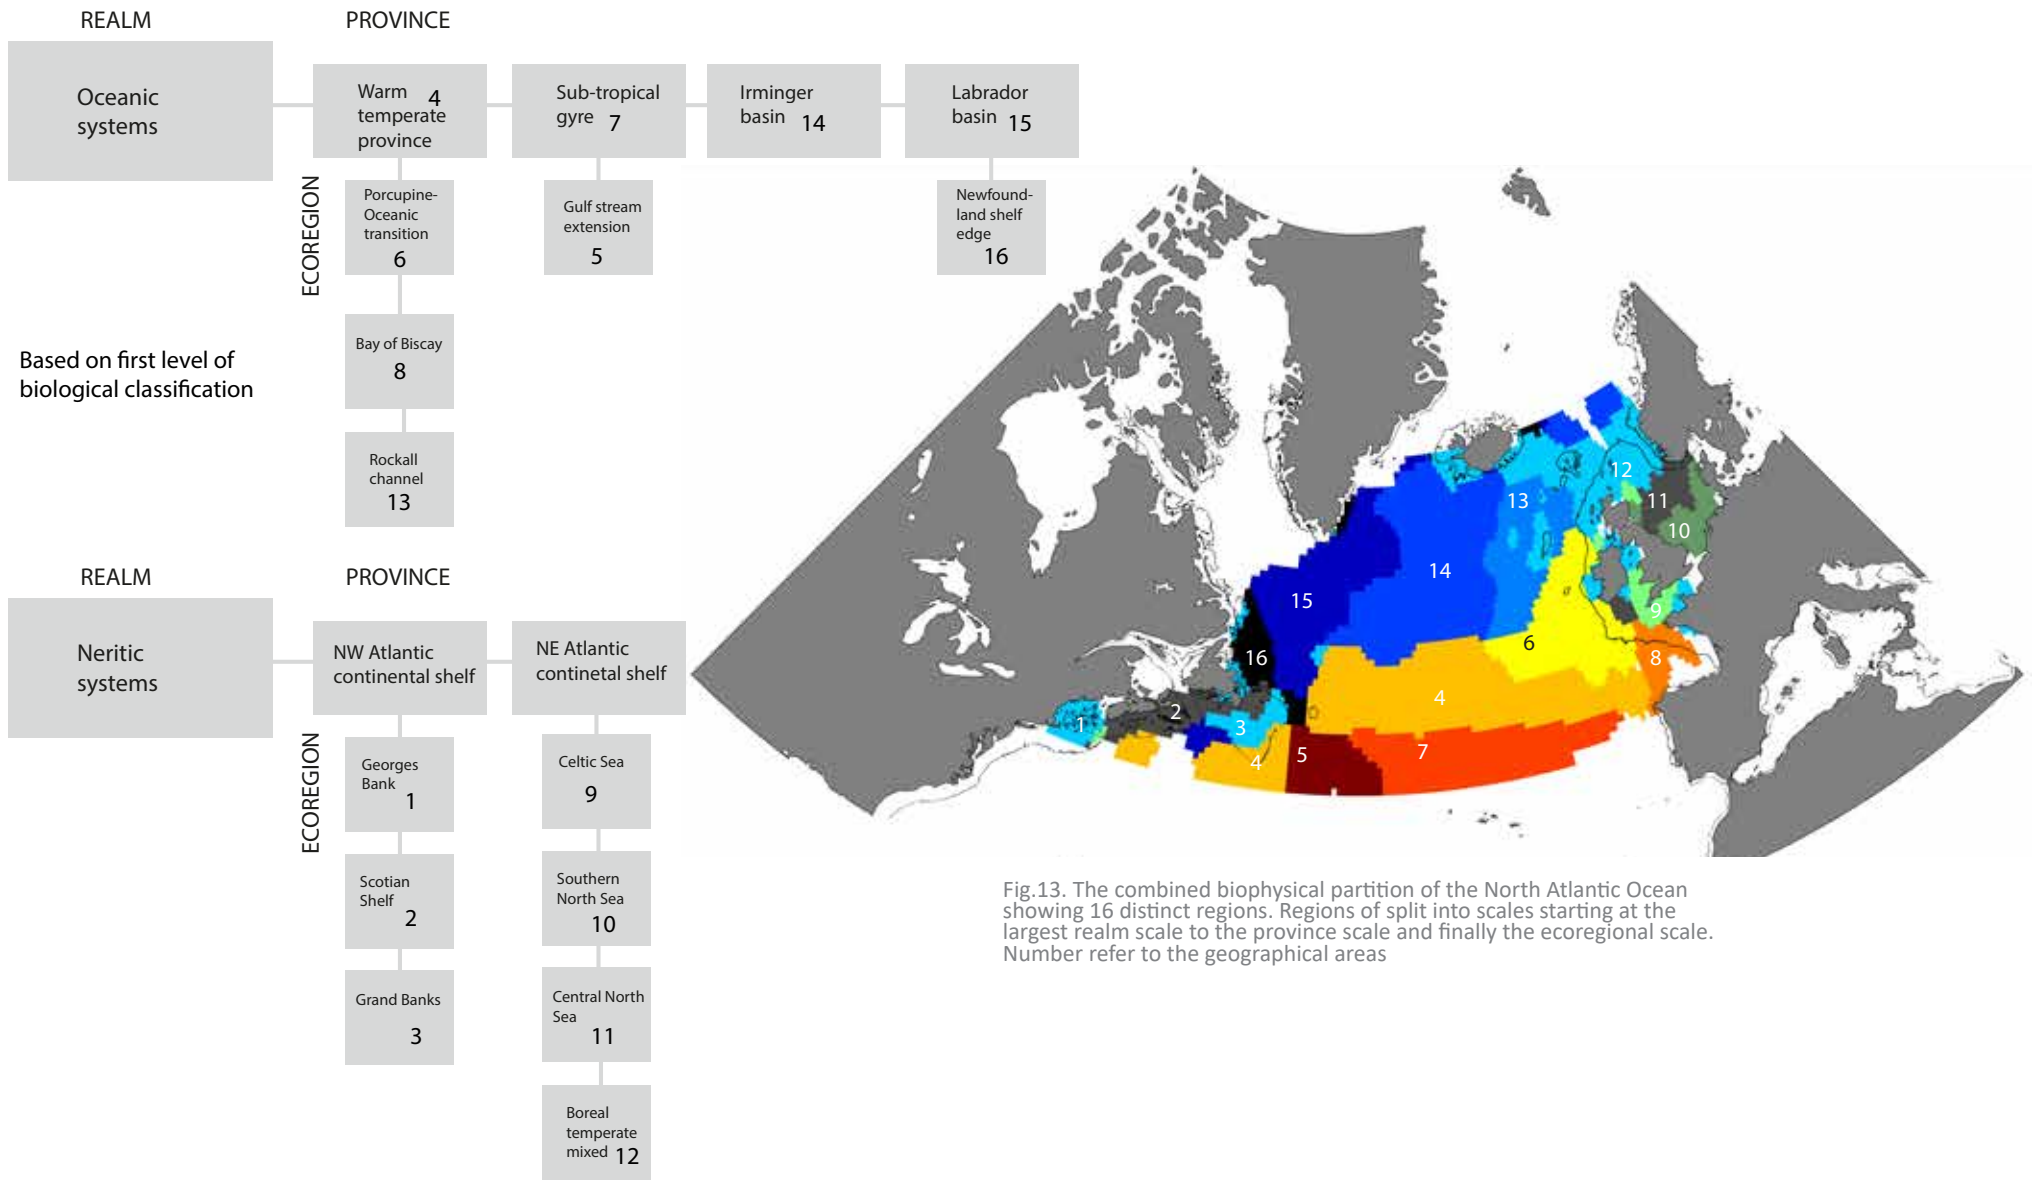 REALM
PROVINCE
Oceanic
systems
Warm 4
temperate
province
Sub-tropical
gyre 7
Irminger
basin 14
Labrador
basin 15
ECOREGION
Porcupine-
Oceanic
transition
6
Gulf stream
extension
5
Newfound-
land shelf
edge
16
Bay of Biscay
8
Based on first level of
biological classification
Rockall
channel
13
REALM
PROVINCE
Neritic
systems
NW Atlantic
continental shelf
NE Atlantic
continetal shelf
ECOREGION
Georges
Bank
1
Celtic Sea
9
Scotian
Shelf
2
Southern
North Sea
10
Grand Banks
3
Central North
Sea
11
Boreal
temperate
mixed 12
12
13
11
10
14
15
9
6
16
8
4
2
1
3
5
7
4
Fig.13. The combined biophysical partition of the North Atlantic Ocean
showing 16 distinct regions. Regions of split into scales starting at the
largest realm scale to the province scale and finally the ecoregional scale.
Number refer to the geographical areas